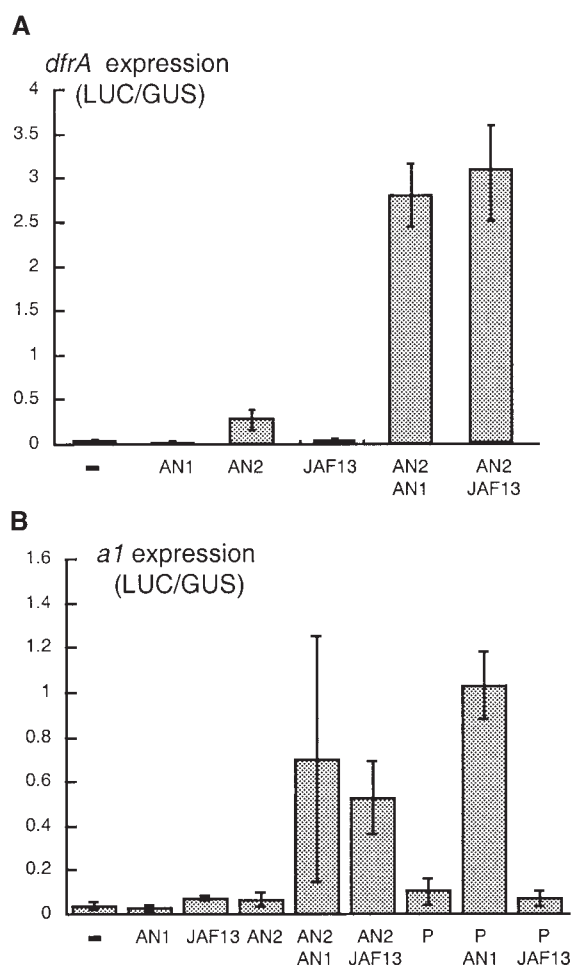 A
dfrA expression
(LUC/GUS)
4
3.5
3
2.5
2
1.5
1
0.5
0
- AN1 AN2 JAF13 AN2 AN2
AN1 JAF13
B
a1 expression
(LUC/GUS)
1.6
1.4
1.2
1
0.8
0.6
0.4
0.2
0
- AN1 JAF13 AN2 AN2 AN2 P P P
AN1 JAF13 AN1 JAF13